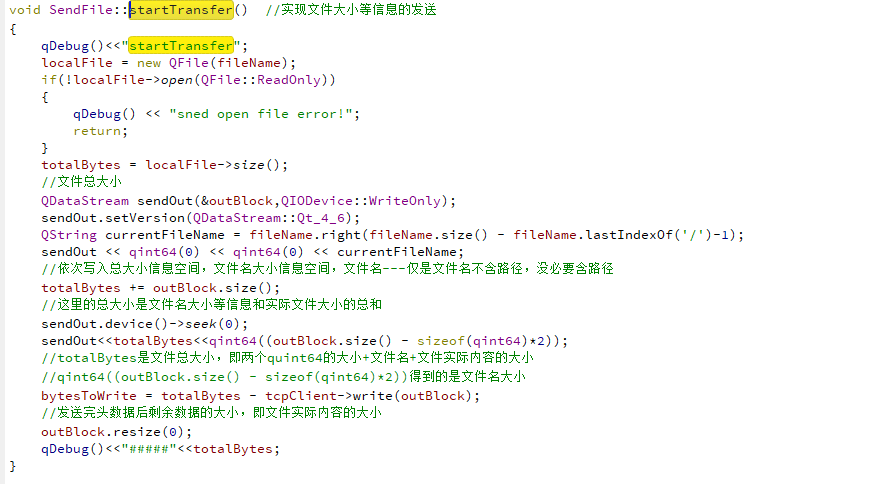 void SendFile::startTransfer()  //实现文件大小等信息的发送
{
    qDebug()<<"startTransfer";
    localFile = new QFile(fileName);
    if(!localFile->open(QFile::ReadOnly))
    {
        qDebug() << "sned open file error!";
        return;
    }
    totalBytes = localFile->size();
    //文件总大小
    QDataStream sendOut(&outBlock,QIODevice::WriteOnly);
    sendOut.setVersion(QDataStream::Qt_4_6);
    QString currentFileName = fileName.right(fileName.size() - fileName.lastIndexOf('/')-1);
    sendOut << qint64(0) << qint64(0) << currentFileName;
    //依次写入总大小信息空间，文件名大小信息空间，文件名---仅是文件名不含路径，没必要含路径
    totalBytes += outBlock.size();
    //这里的总大小是文件名大小等信息和实际文件大小的总和
    sendOut.device()->seek(0);
    sendOut<<totalBytes<<qint64((outBlock.size() - sizeof(qint64)*2));
    //totalBytes是文件总大小，即两个quint64的大小+文件名+文件实际内容的大小
    //qint64((outBlock.size() - sizeof(qint64)*2))得到的是文件名大小
    bytesToWrite = totalBytes - tcpClient->write(outBlock);
    //发送完头数据后剩余数据的大小，即文件实际内容的大小
    outBlock.resize(0);
    qDebug()<<"#####"<<totalBytes;
}